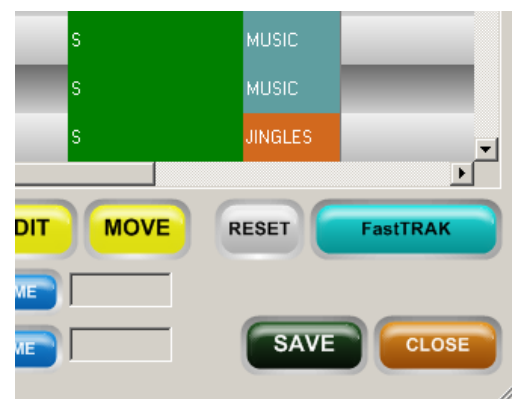 S MUSIC
S MUSIC
S JINGLES
DIT MOVE RESET FastTRAK
ME
ME SAVE CLOSE